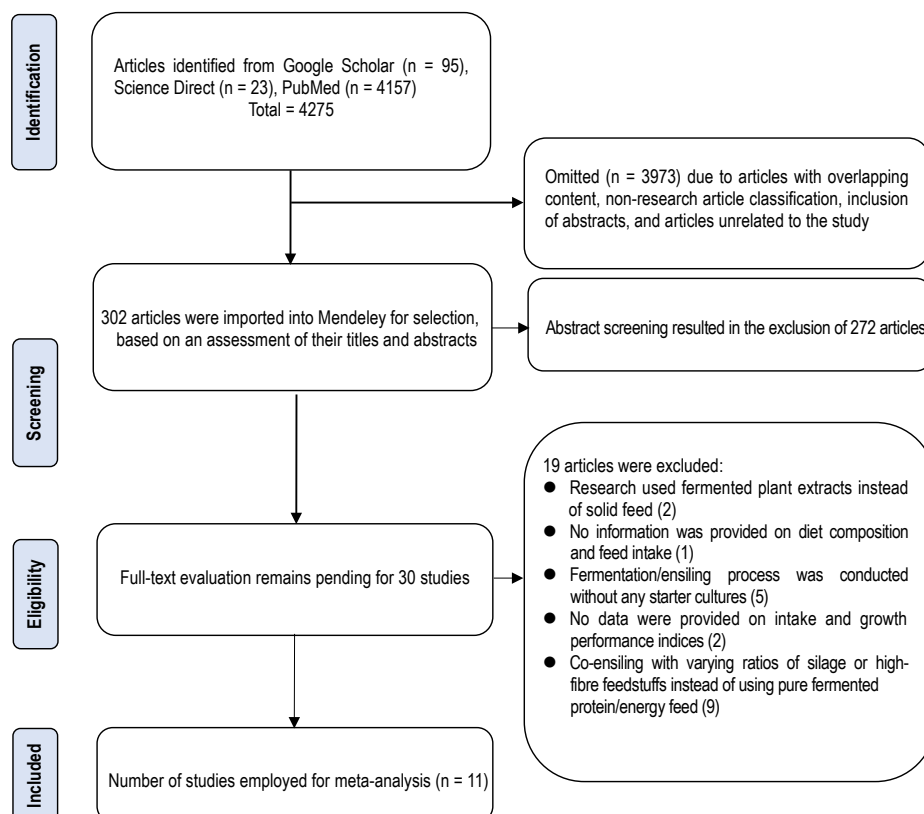 Identification
Articles identified from Google Scholar (n = 95),
Science Direct (n = 23), PubMed (n = 4157)
Total = 4275
Omitted (n = 3973) due to articles with overlapping
content, non-research article classification, inclusion
of abstracts, and articles unrelated to the study
Screening
302 articles were imported into Mendeley for selection,
based on an assessment of their titles and abstracts
Abstract screening resulted in the exclusion of 272 articles
Eligibility
Full-text evaluation remains pending for 30 studies
19 articles were excluded:
● Research used fermented plant extracts instead
of solid feed (2)
● No information was provided on diet composition
and feed intake (1)
● Fermentation/ensiling process was conducted
without any starter cultures (5)
● No data were provided on intake and growth
performance indices (2)
● Co-ensiling with varying ratios of silage or high-
fibre feedstuffs instead of using pure fermented
protein/energy feed (9)
Included
Number of studies employed for meta-analysis (n = 11)